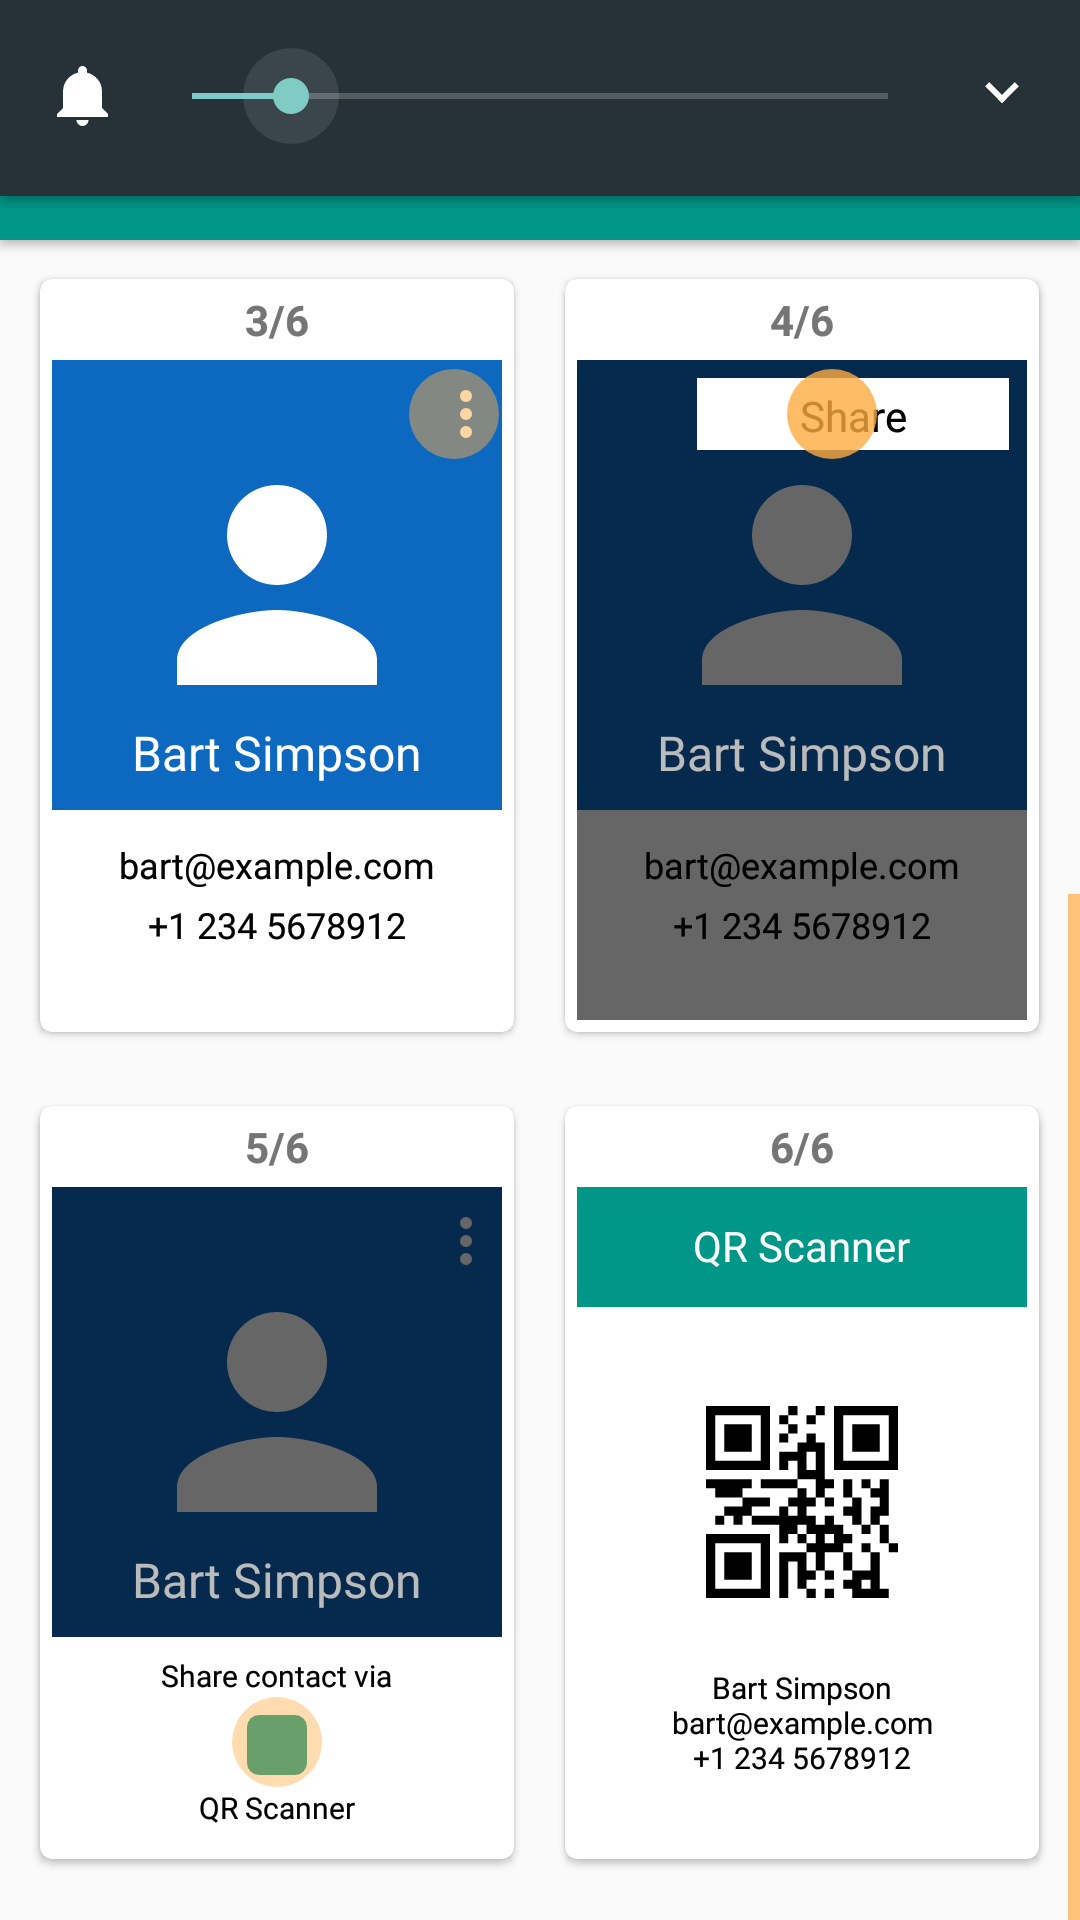 3/6
Bart Simpson
bart@example.com
+1 234 5678912
4/6
Share
Bart Simpson
bart@example.com
+1 234 5678912
5/6
Bart Simpson
Share contact via
QR Scanner
6/6
QR Scanner
Bart Simpson
bart@example.com
+1 234 5678912